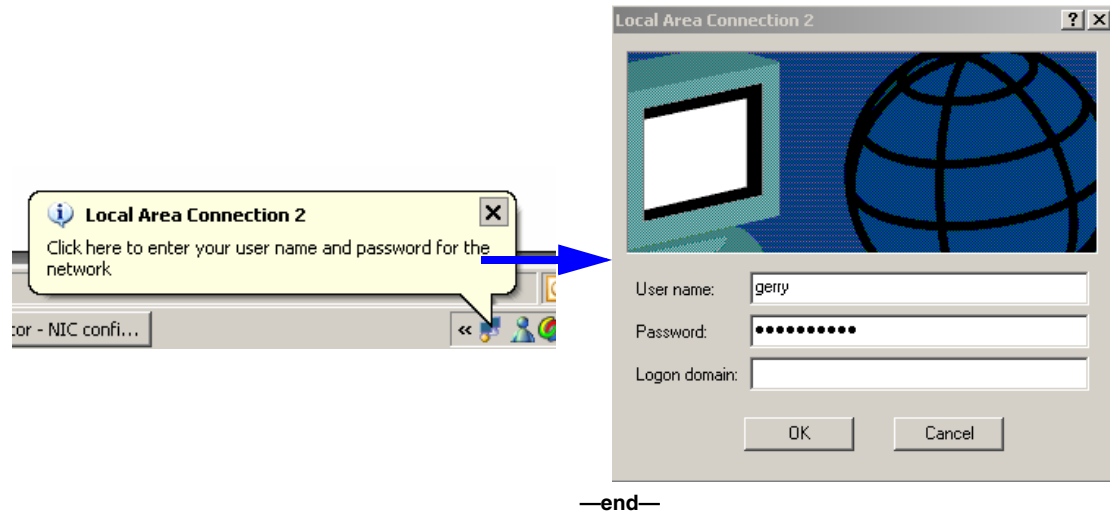 Local Area Connection 2
Click here to enter your user name and password for the
network
tor - NIC confi...
«
Local Area Connection 2
?
User name:
gerry
Password:
••••••••••
Logon domain:
OK
Cancel
—end—